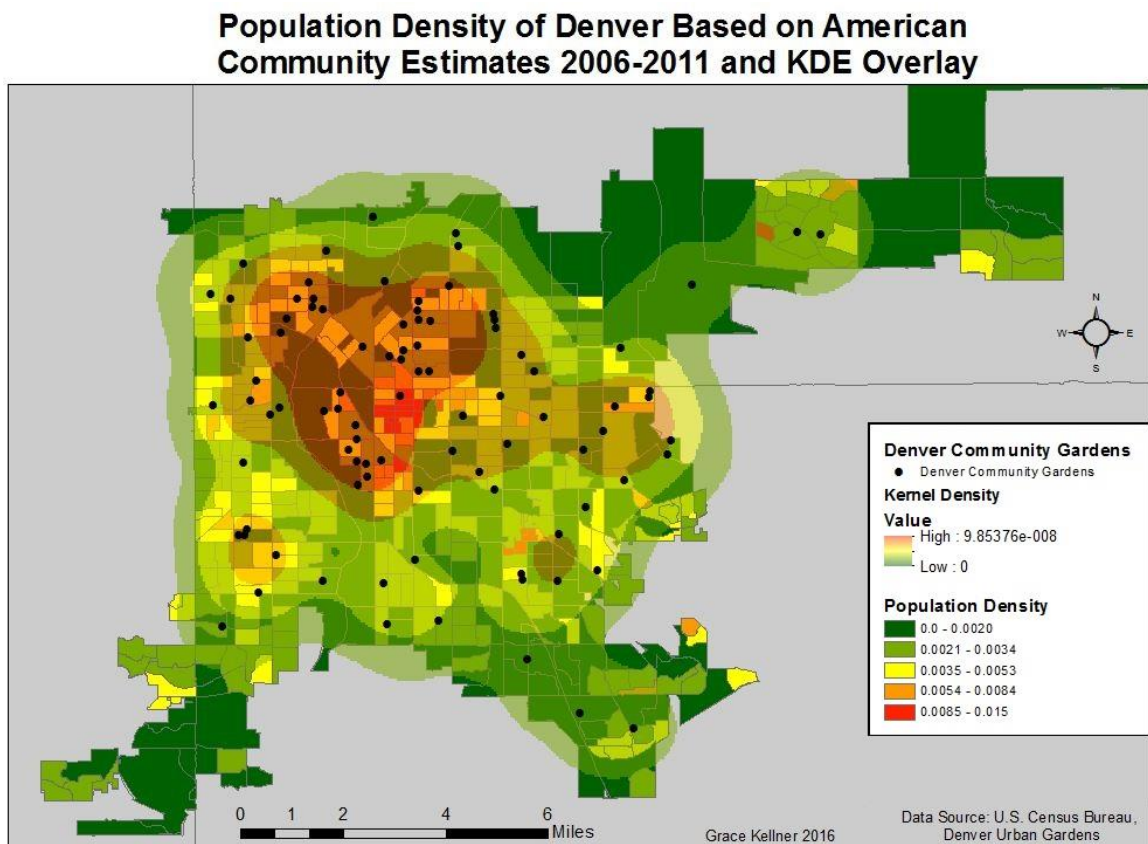 Population Density of Denver Based on American
Community Estimates 2006-2011 and KDE Overlay
N
W
E
S
Denver Community Gardens
Denver Community Gardens
Kernel Density
Value
High : 9.85376e-008
Low : 0
Population Density
0.0 - 0.0020
0.0021 - 0.0034
0.0035 - 0.0053
0.0054 - 0.0084
0.0085 - 0.015
0 1 2 4 6
Miles
Grace Kellner 2016
Data Source: U.S. Census Bureau,
Denver Urban Gardens